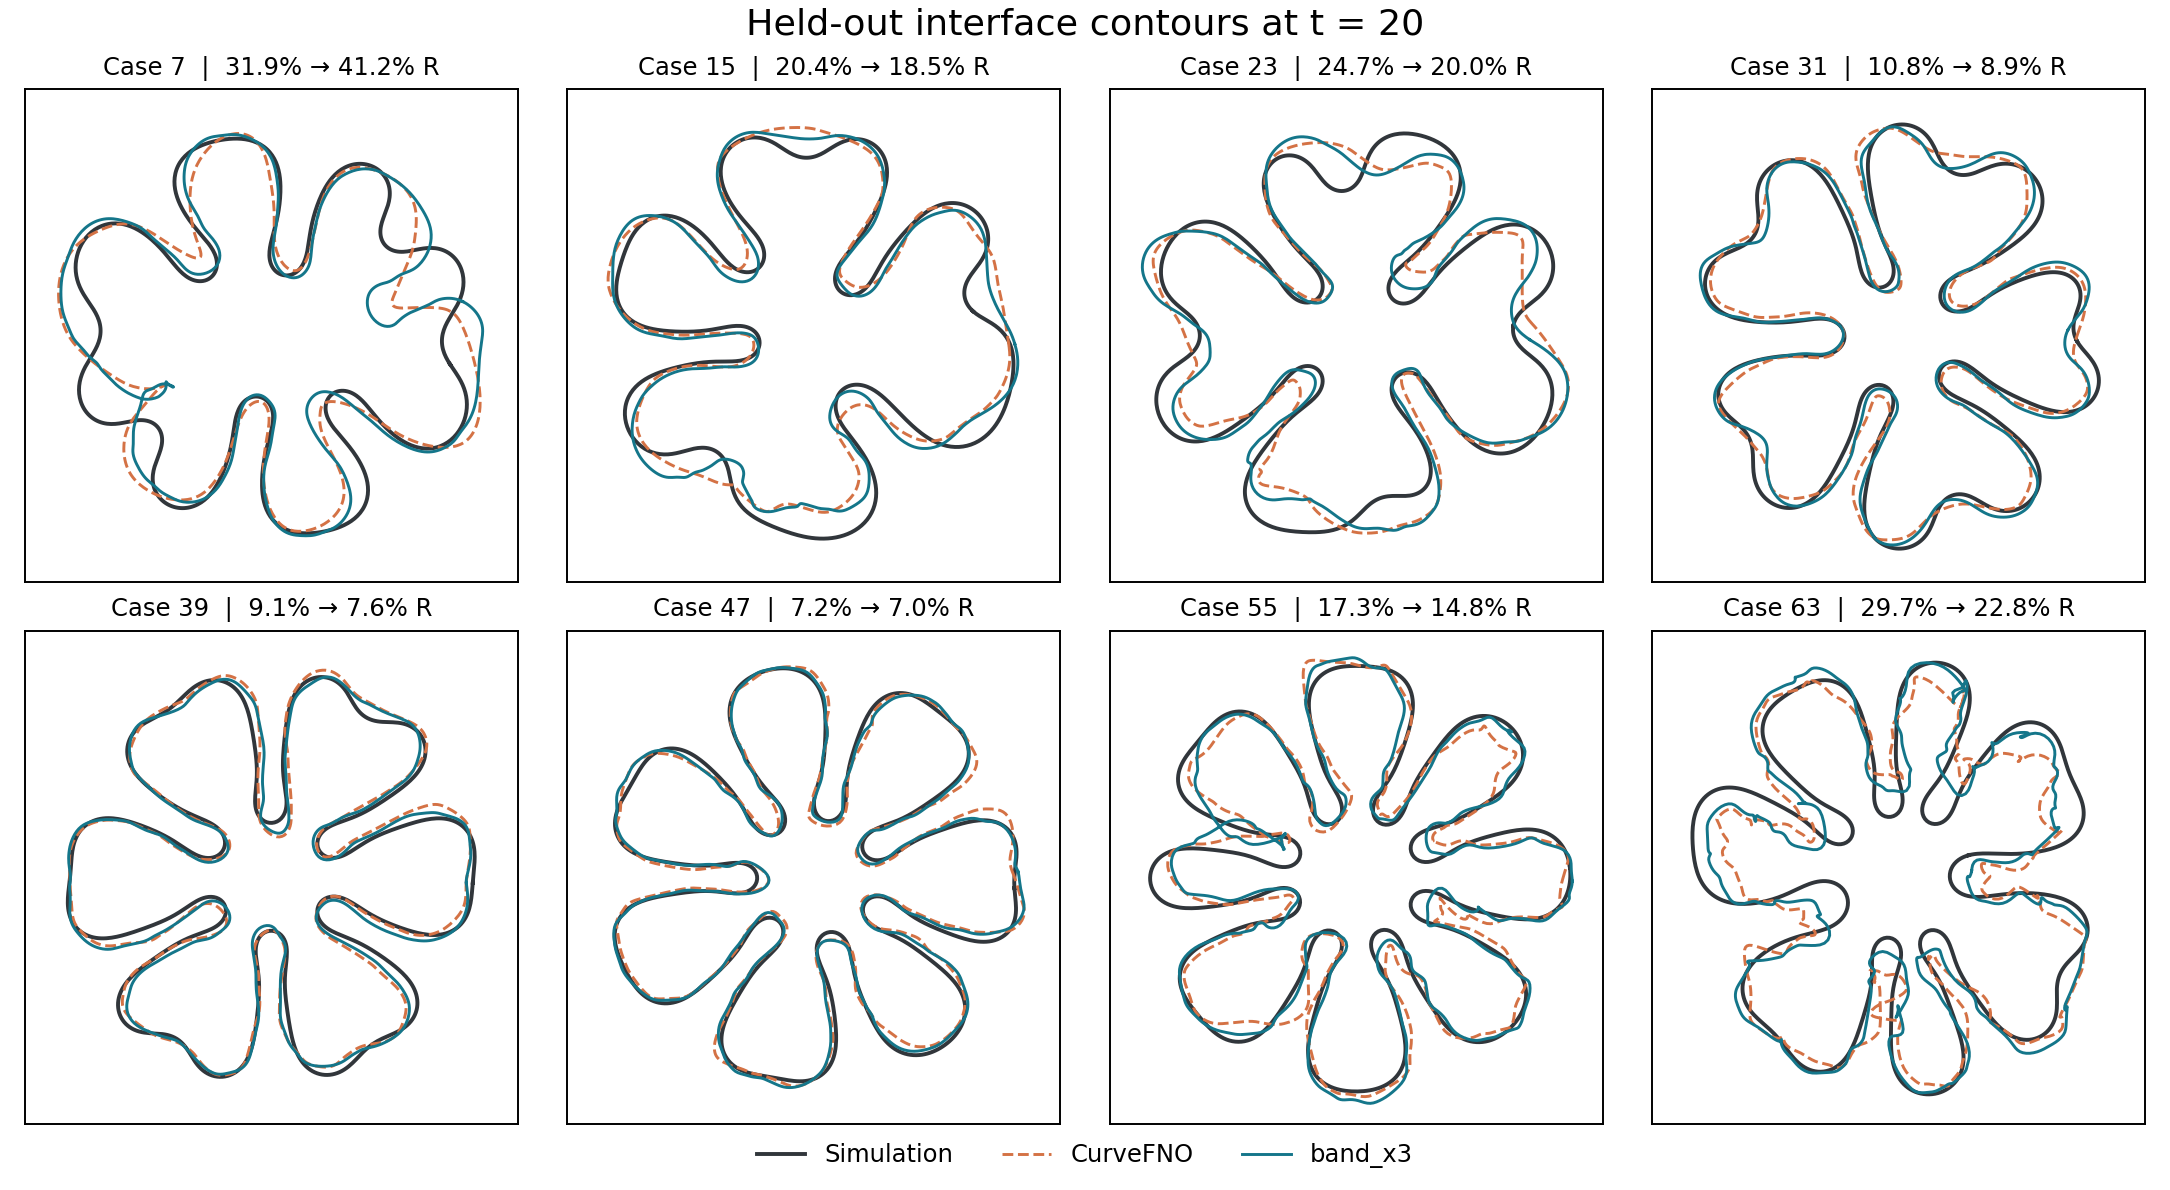 Held-out interface contours at t = 20
Case 7 | 31.9% → 41.2% R
Case 15 | 20.4% → 18.5% R
Case 23 | 24.7% → 20.0% R
Case 31 | 10.8% → 8.9% R
Case 39 | 9.1% → 7.6% R
Case 47 | 7.2% → 7.0% R
Case 55 | 17.3% → 14.8% R
Case 63 | 29.7% → 22.8% R
Simulation
CurveFNO
band_x3